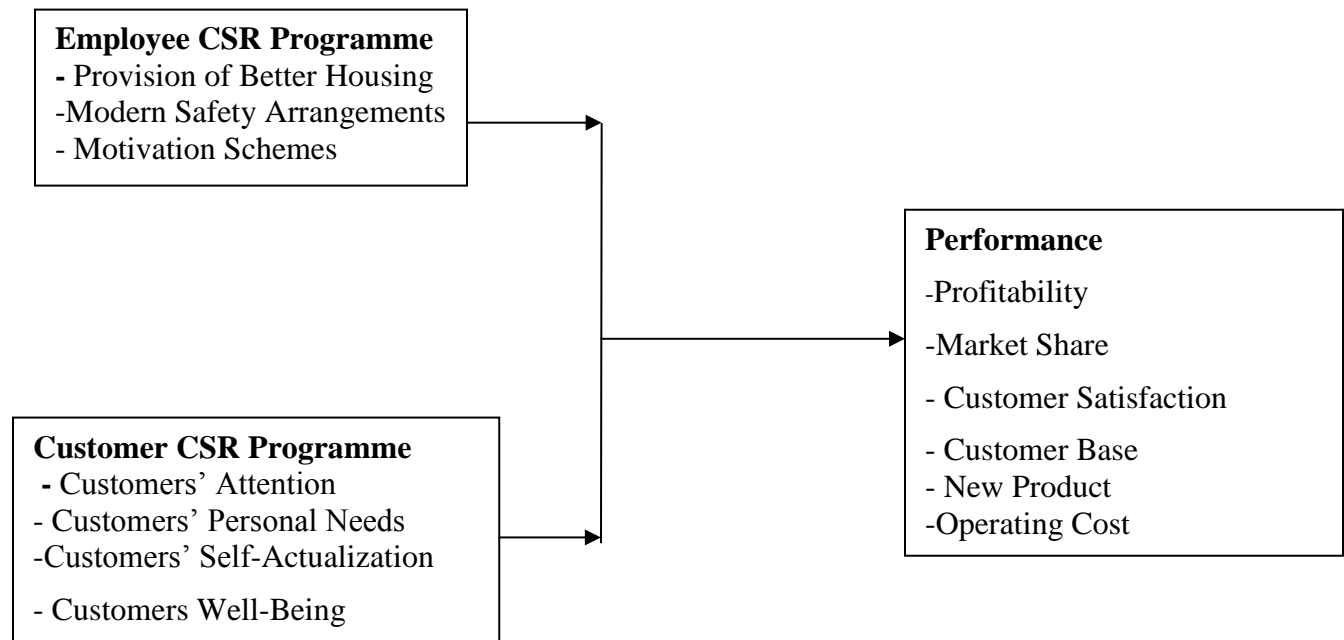 Employee CSR Programme
- Provision of Better Housing
-Modern Safety Arrangements
- Motivation Schemes
Performance
-Profitability
-Market Share
- Customer Satisfaction
- Customer Base
- New Product
-Operating Cost
Customer CSR Programme
- Customers’ Attention
- Customers’ Personal Needs
-Customers’ Self-Actualization
- Customers Well-Being